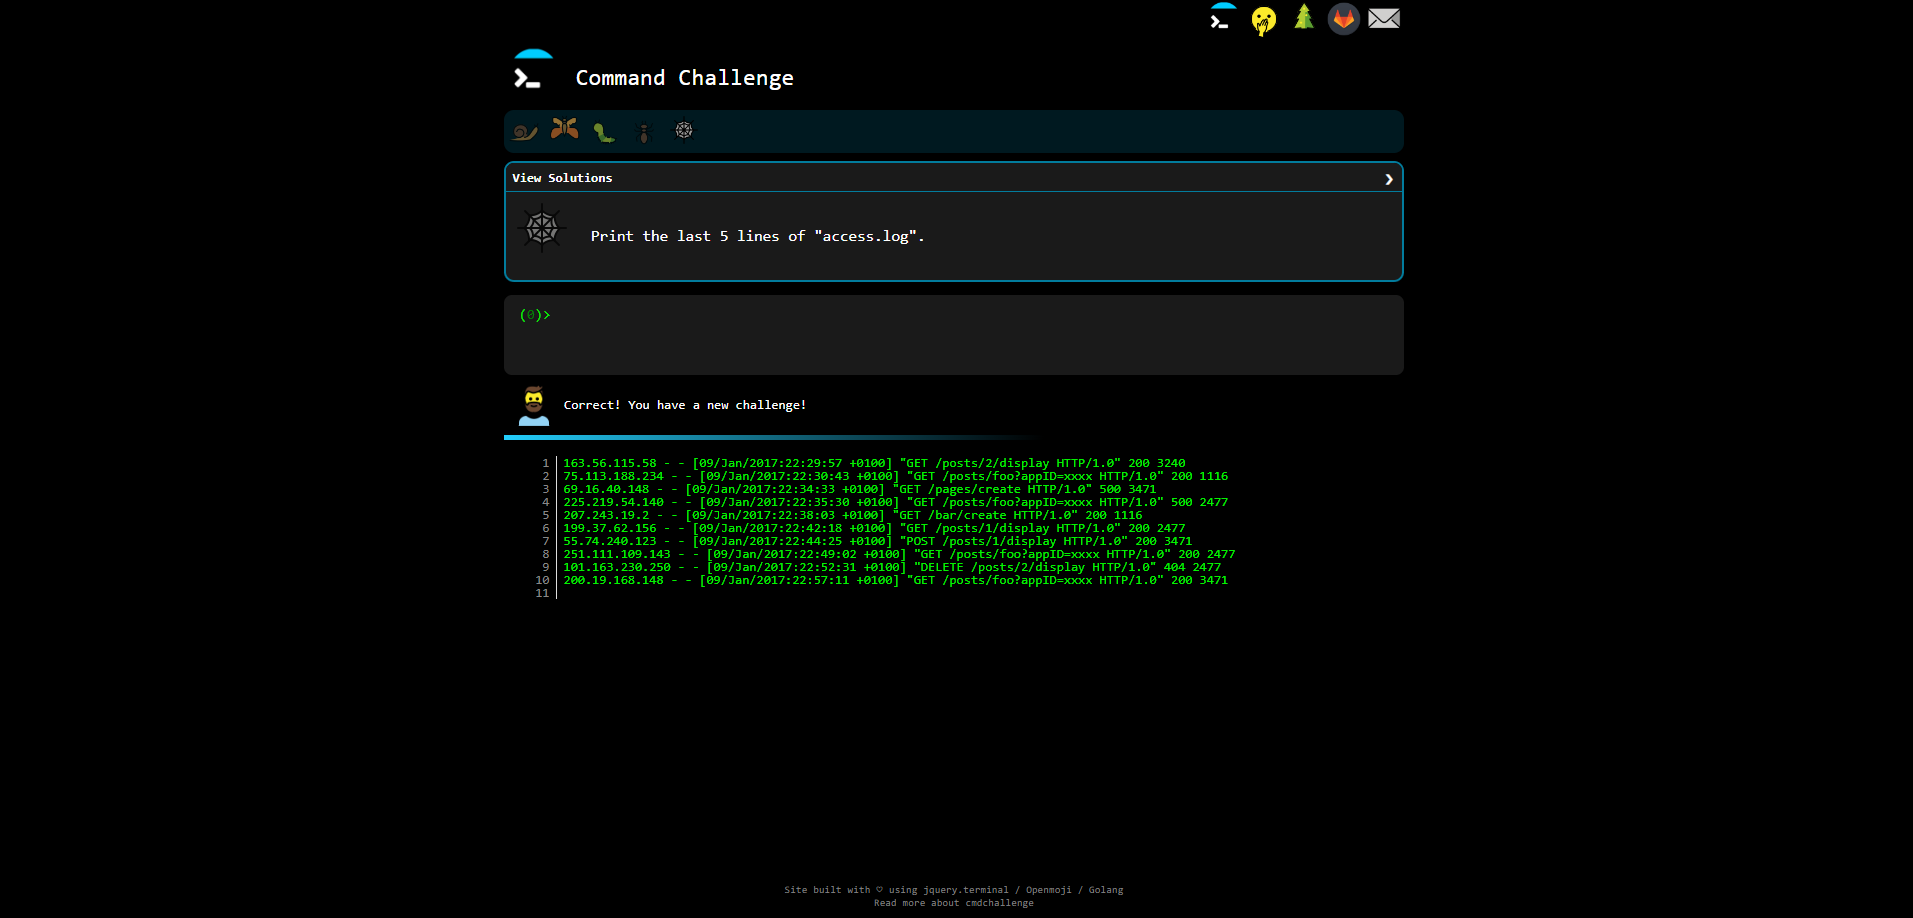 Command Challenge
View Solutions
Print the last 5 lines of "access.log".
(0)>
Correct! You have a new challenge!
1 163.56.115.58 - - [09/Jan/2017:22:29:57 +0100] "GET /posts/2/display HTTP/1.0" 200 3240
2 75.113.188.234 - - [09/Jan/2017:22:30:43 +0100] "GET /posts/foo?appID=xxxx HTTP/1.0" 200 1116
3 69.16.40.148 - - [09/Jan/2017:22:34:33 +0100] "GET /pages/create HTTP/1.0" 500 3471
4 225.219.54.140 - - [09/Jan/2017:22:35:30 +0100] "GET /posts/foo?appID=xxxx HTTP/1.0" 500 2477
5 207.243.19.2 - - [09/Jan/2017:22:38:03 +0100] "GET /bar/create HTTP/1.0" 200 1116
6 199.37.62.156 - - [09/Jan/2017:22:42:18 +0100] "GET /posts/1/display HTTP/1.0" 200 2477
7 55.74.240.123 - - [09/Jan/2017:22:44:25 +0100] "POST /posts/1/display HTTP/1.0" 200 3471
8 251.111.109.143 - - [09/Jan/2017:22:49:02 +0100] "GET /posts/foo?appID=xxxx HTTP/1.0" 200 2477
9 101.163.230.250 - - [09/Jan/2017:22:52:31 +0100] "DELETE /posts/2/display HTTP/1.0" 404 2477
10 200.19.168.148 - - [09/Jan/2017:22:57:11 +0100] "GET /posts/foo?appID=xxxx HTTP/1.0" 200 3471
11
Site built with ♡ using jquery.terminal / Openmoji / Golang
Read more about cmdchallenge